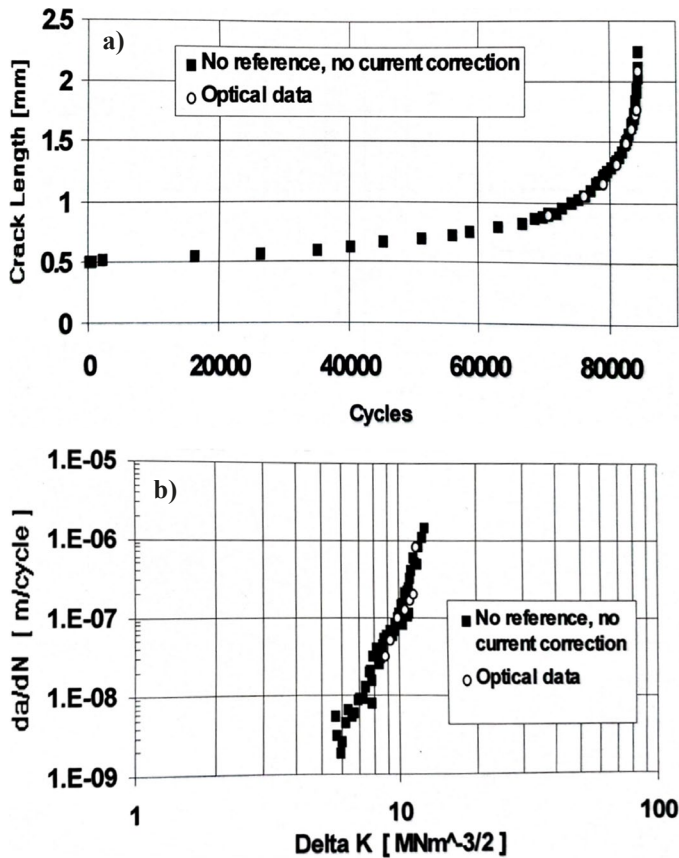 2.5
a)
No reference, no current correction
Optical data
2
1.5
1
0.5
0
Crack Length [mm]
0
20000
40000
60000
80000
Cycles
1.E-05
b)
1.E-06
1.E-07
1.E-08
1.E-09
da/dN [ m/cycle ]
No reference, no
current correction
Optical data
1
10
100
Delta K [ MNm^-3/2 ]